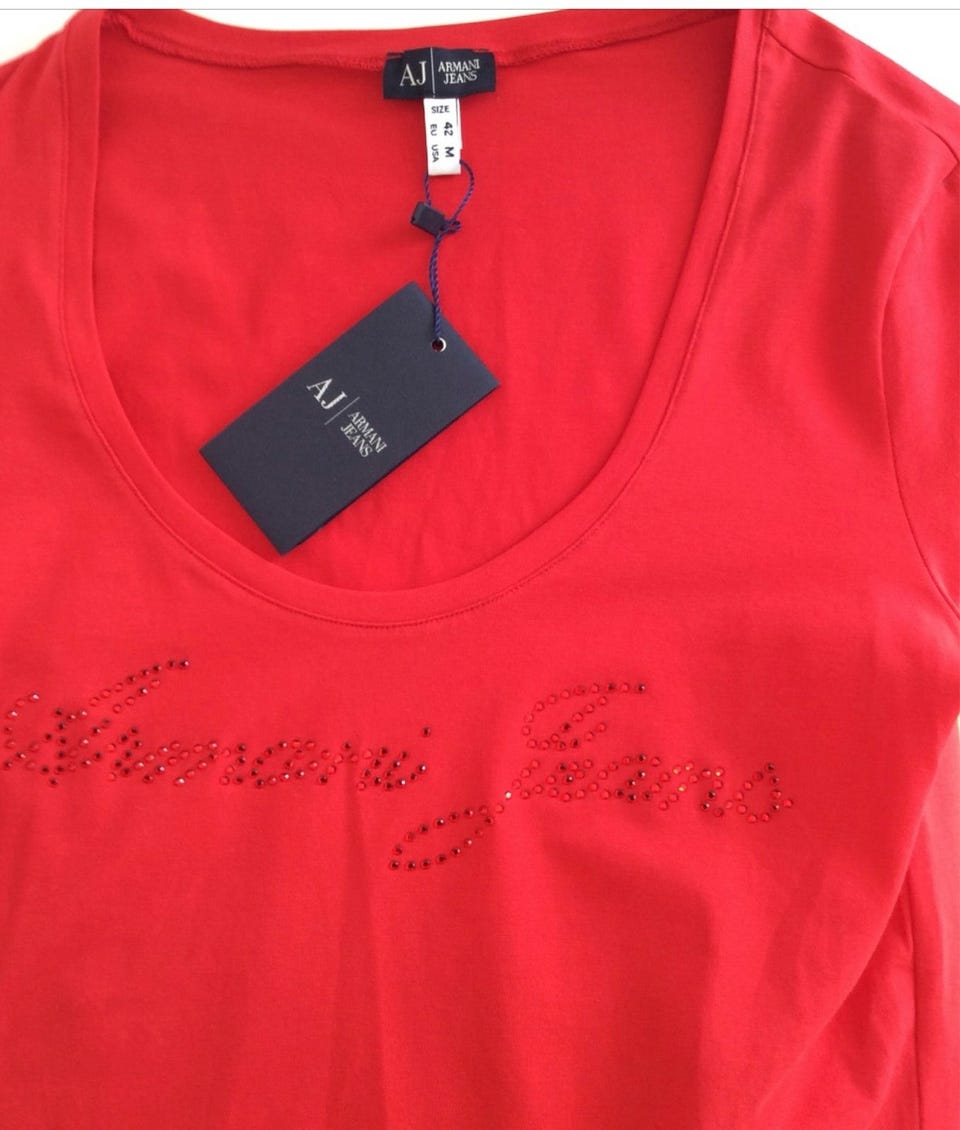 AJ ARMANI JEANS
SIZE
42 M
EU USA
AJ ARMANI JEANS
Armani Jeans